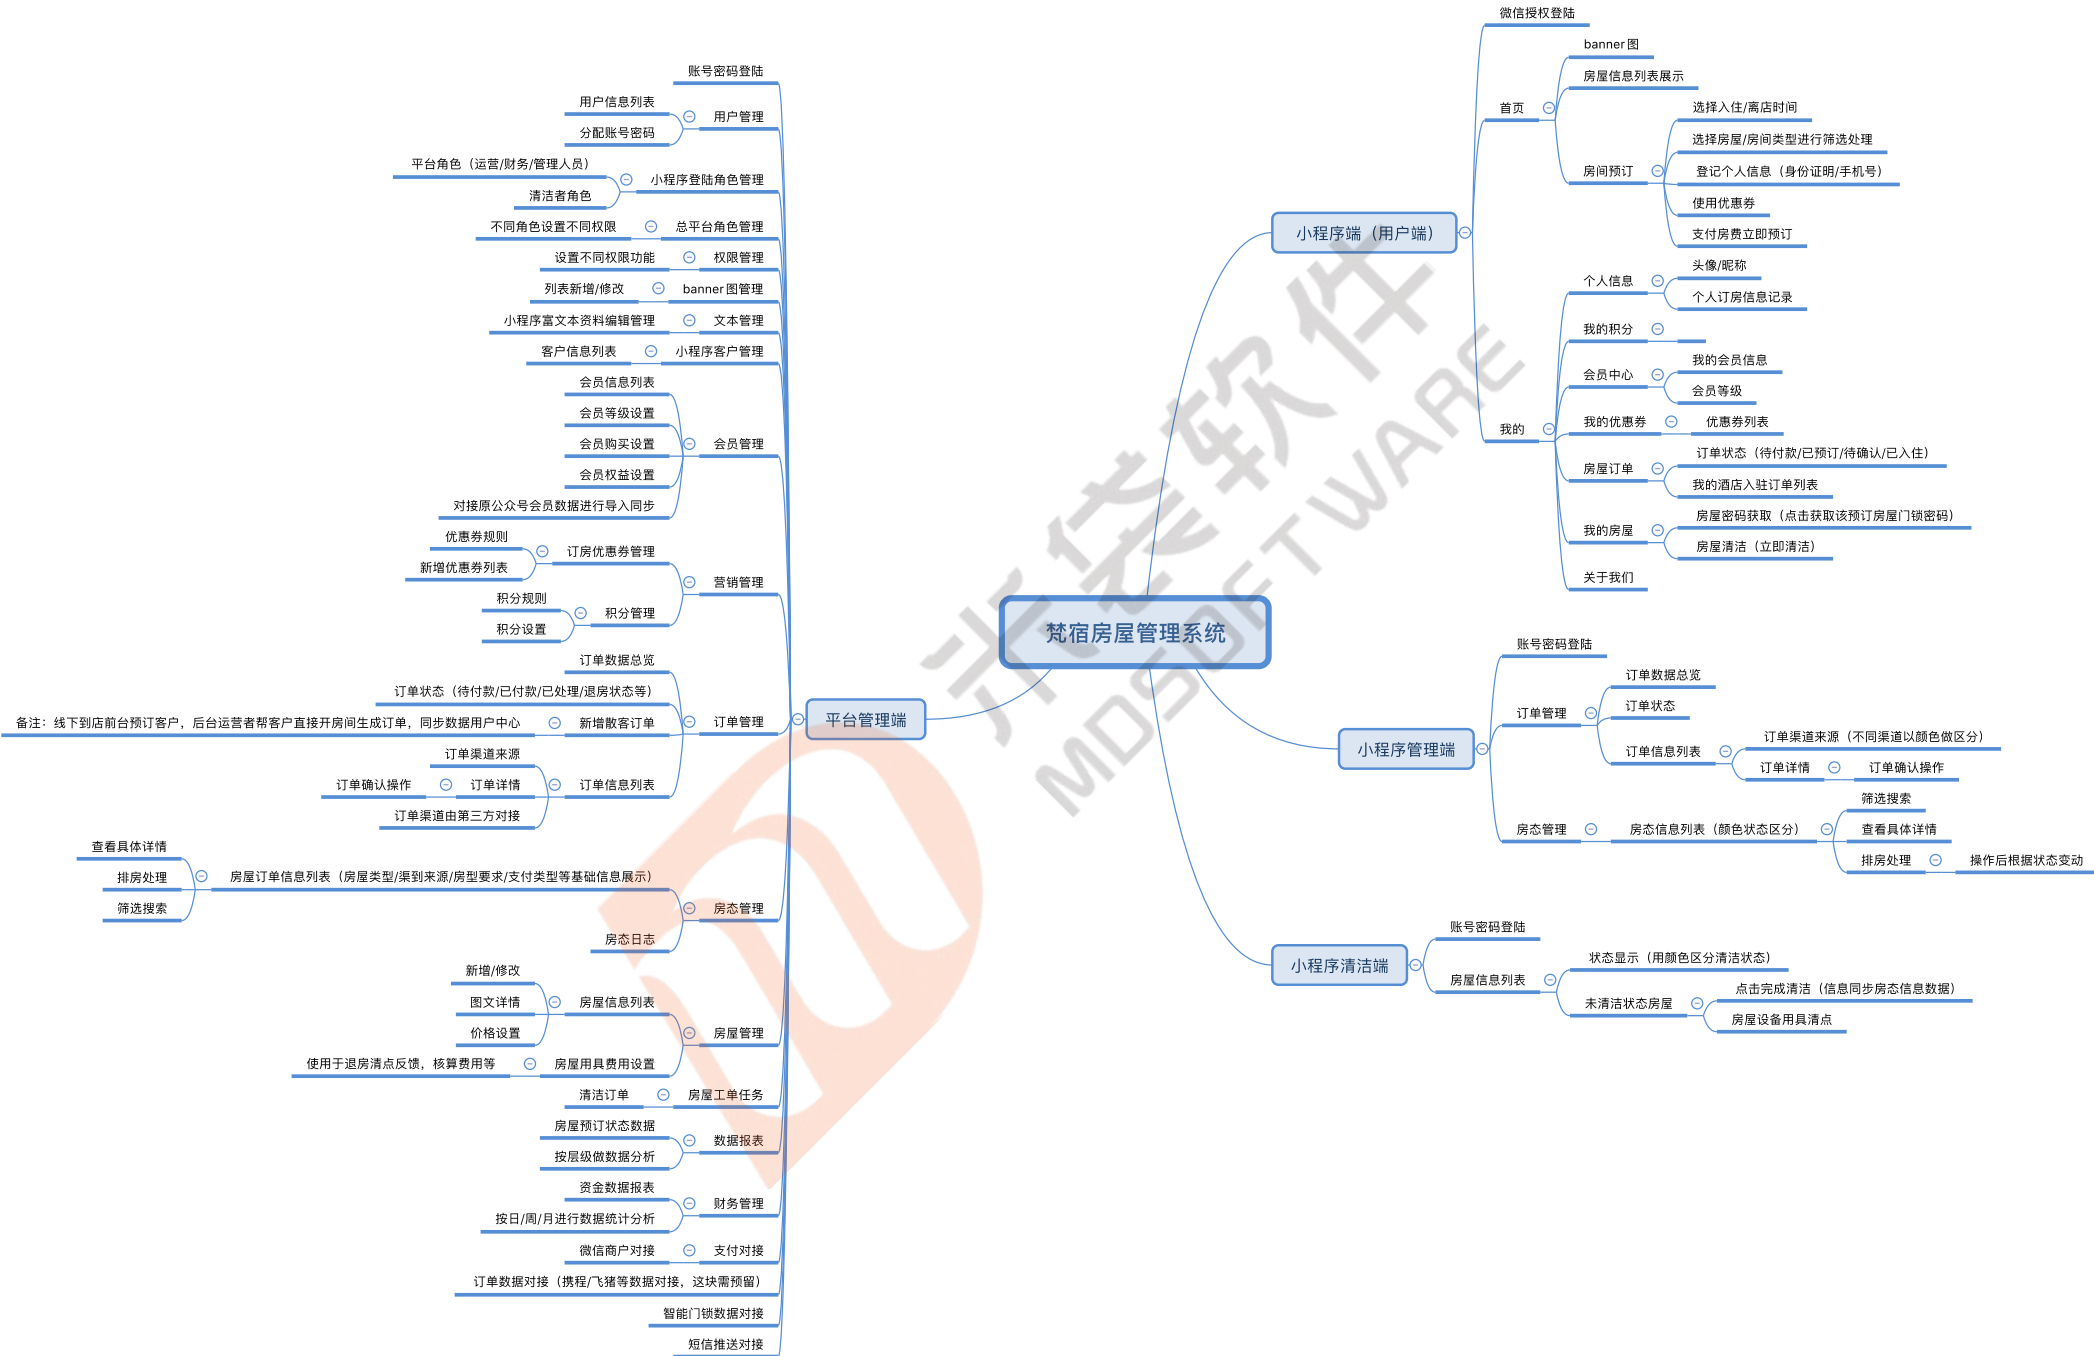 梵宿房屋管理系统
小程序端（用户端）
微信授权登陆
首页
banner图
房屋信息列表展示
房间预订
选择入住/离店时间
选择房屋/房间类型进行筛选处理
登记个人信息（身份证明/手机号）
使用优惠券
支付房费立即预订
我的
个人信息
头像/昵称
个人订房信息记录
我的积分
会员中心
我的会员信息
会员等级
我的优惠券
优惠券列表
房屋订单
订单状态（待付款/已预订/待确认/已入住）
我的酒店入驻订单列表
我的房屋
房屋密码获取（点击获取该预订房屋门锁密码）
房屋清洁（立即清洁）
关于我们
小程序管理端
账号密码登陆
订单管理
订单数据总览
订单状态
订单信息列表
订单渠道来源（不同渠道以颜色做区分）
订单详情
订单确认操作
房态管理
房态信息列表（颜色状态区分）
筛选搜索
查看具体详情
排房处理
操作后根据状态变动
小程序清洁端
账号密码登陆
房屋信息列表
状态显示（用颜色区分清洁状态）
未清洁状态房屋
点击完成清洁（信息同步房态信息数据）
房屋设备用具清点
平台管理端
账号密码登陆
用户管理
用户信息列表
分配账号密码
小程序登陆角色管理
平台角色（运营/财务/管理人员）
清洁者角色
总平台角色管理
不同角色设置不同权限
权限管理
设置不同权限功能
banner图管理
列表新增/修改
文本管理
小程序富文本资料编辑管理
小程序客户管理
客户信息列表
会员管理
会员信息列表
会员等级设置
会员购买设置
会员权益设置
对接原公众号会员数据进行导入同步
营销管理
订房优惠券管理
优惠券规则
新增优惠券列表
积分管理
积分规则
积分设置
订单管理
订单数据总览
订单状态（待付款/已付款/已处理/退房状态等）
新增散客订单
备注：线下到店前台预订客户，后台运营者帮客户直接开房间生成订单，同步数据用户中心
订单信息列表
订单渠道来源
订单详情
订单确认操作
订单渠道由第三方对接
房态管理
房屋订单信息列表（房屋类型/渠到来源/房型要求/支付类型等基础信息展示）
查看具体详情
排房处理
筛选搜索
房态日志
房屋管理
房屋信息列表
新增/修改
图文详情
价格设置
房屋用具费用设置
使用于退房清点反馈，核算费用等
房屋工单任务
清洁订单
数据报表
房屋预订状态数据
按层级做数据分析
财务管理
资金数据报表
按日/周/月进行数据统计分析
支付对接
微信商户对接
订单数据对接（携程/飞猪等数据对接，这块需预留）
智能门锁数据对接
短信推送对接
米袋软件
MDSOFTWARE